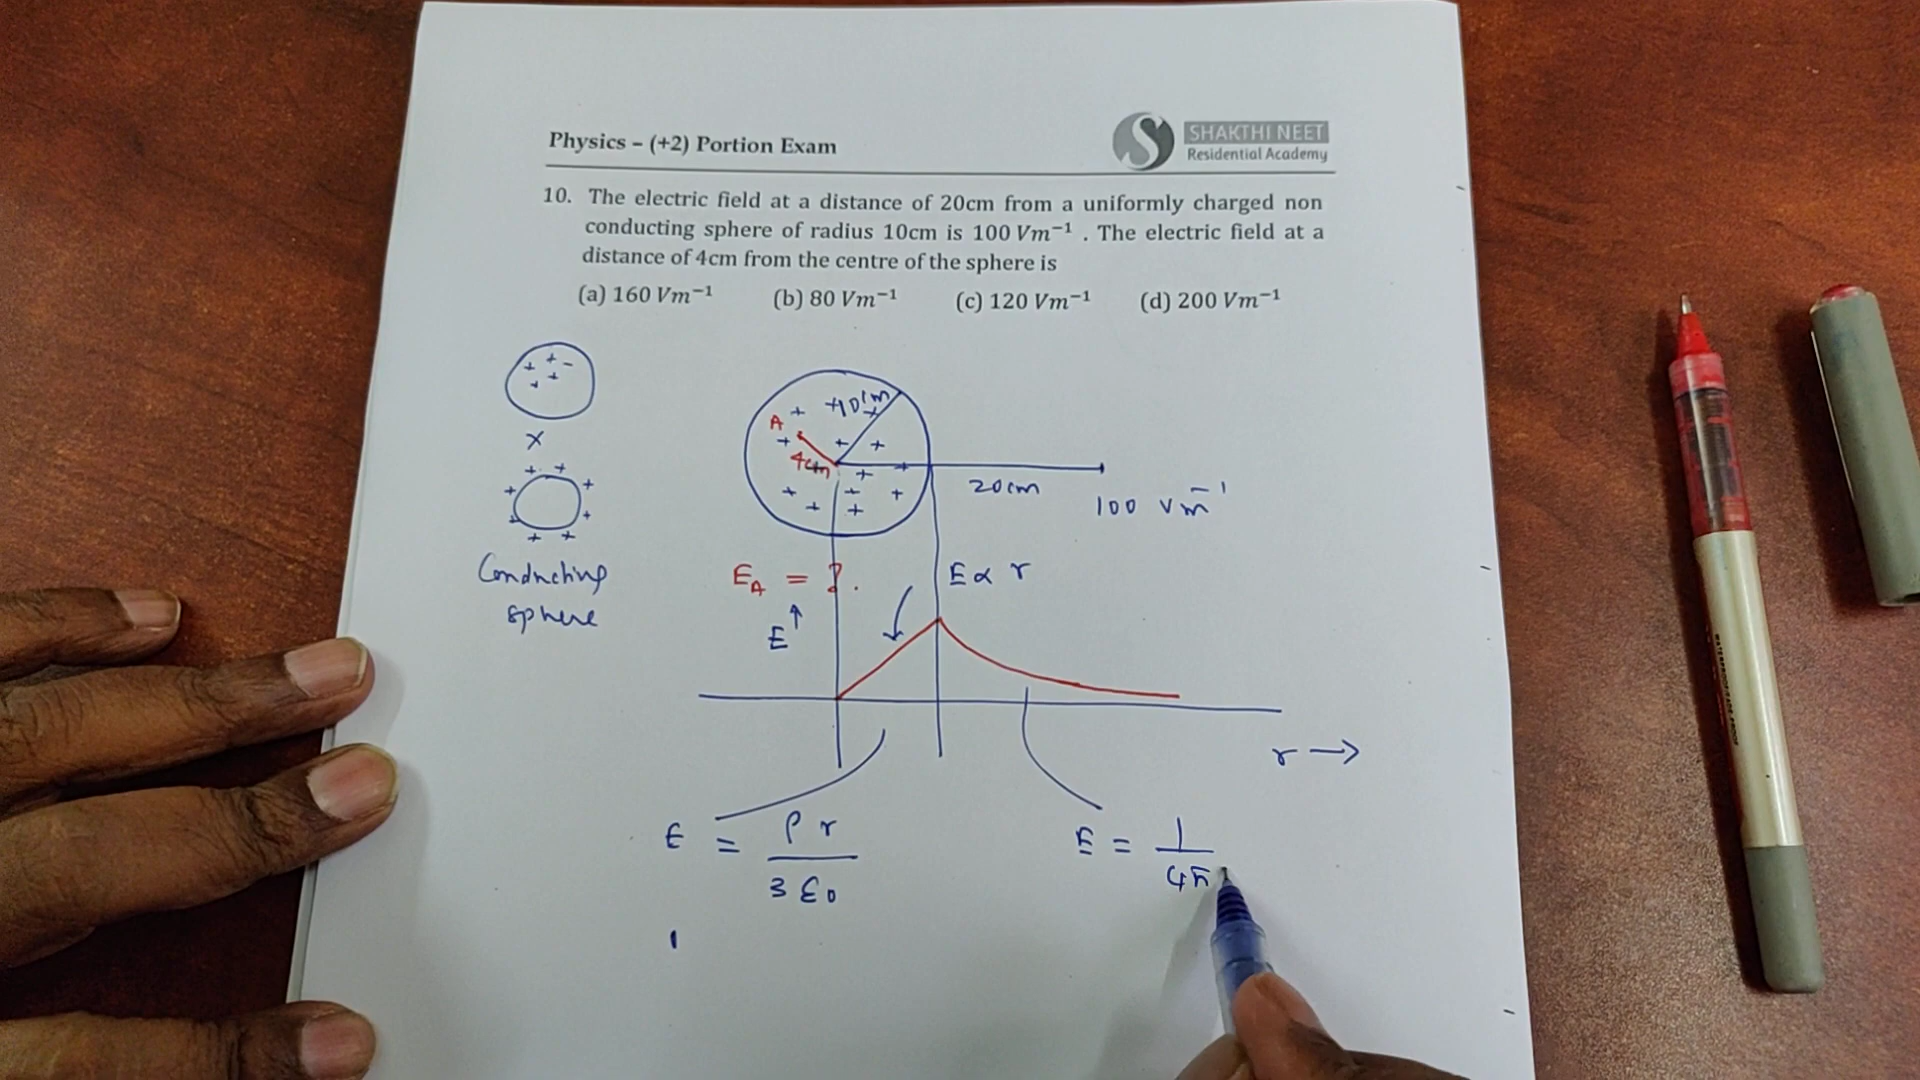 Physics – (+2) Portion Exam
S
SHAKTHI NEET
Residential Academy
10. The electric field at a distance of 20cm from a uniformly charged non
conducting sphere of radius 10cm is 100 Vm⁻¹ . The electric field at a
distance of 4cm from the centre of the sphere is
(a) 160 Vm⁻¹ (b) 80 Vm⁻¹ (c) 120 Vm⁻¹ (d) 200 Vm⁻¹
10cm
A
4cm
20cm
100 Vm⁻¹
x
Conducting
sphere
E_A = ?.
E ∝ r
E ↑
r →
E = ρ r / 3 ε₀
E = 1 / 4π